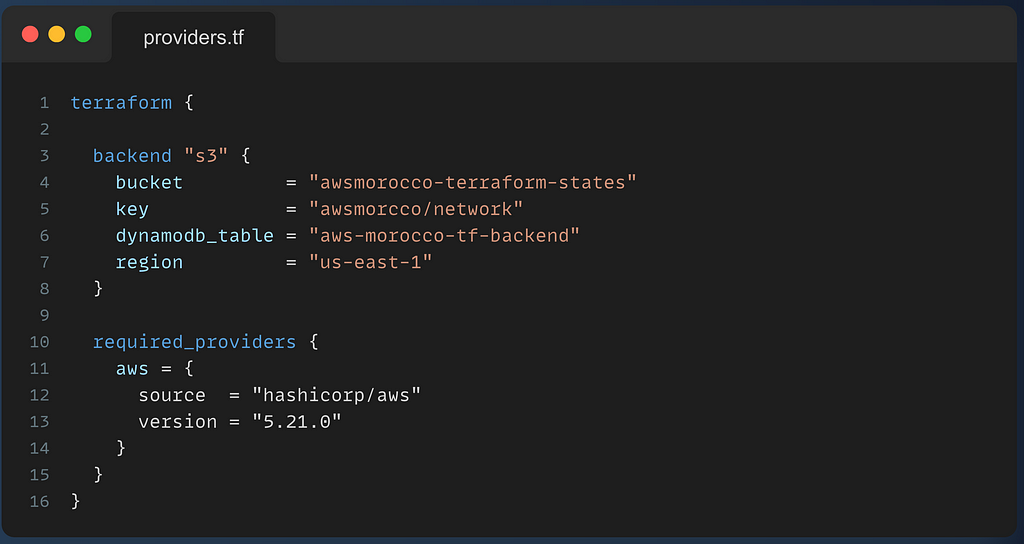 providers.tf
1 terraform {
2
3   backend "s3" {
4     bucket         = "awsmorocco-terraform-states"
5     key            = "awsmorcco/network"
6     dynamodb_table = "aws-morocco-tf-backend"
7     region         = "us-east-1"
8   }
9
10   required_providers {
11     aws = {
12       source  = "hashicorp/aws"
13       version = "5.21.0"
14     }
15   }
16 }